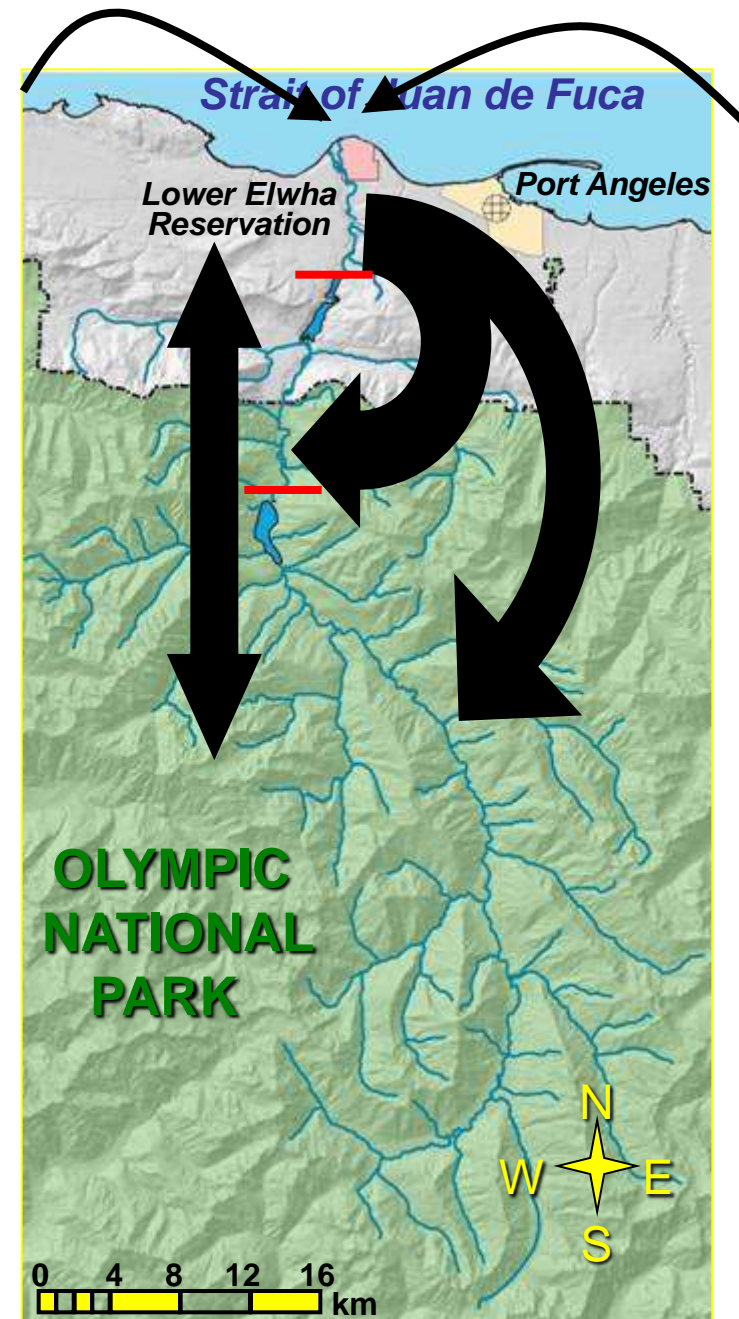 Strait of Juan de Fuca
Lower Elwha
Reservation
Port Angeles
OLYMPIC
NATIONAL
PARK
N
W E
S
0 4 8 12 16
km